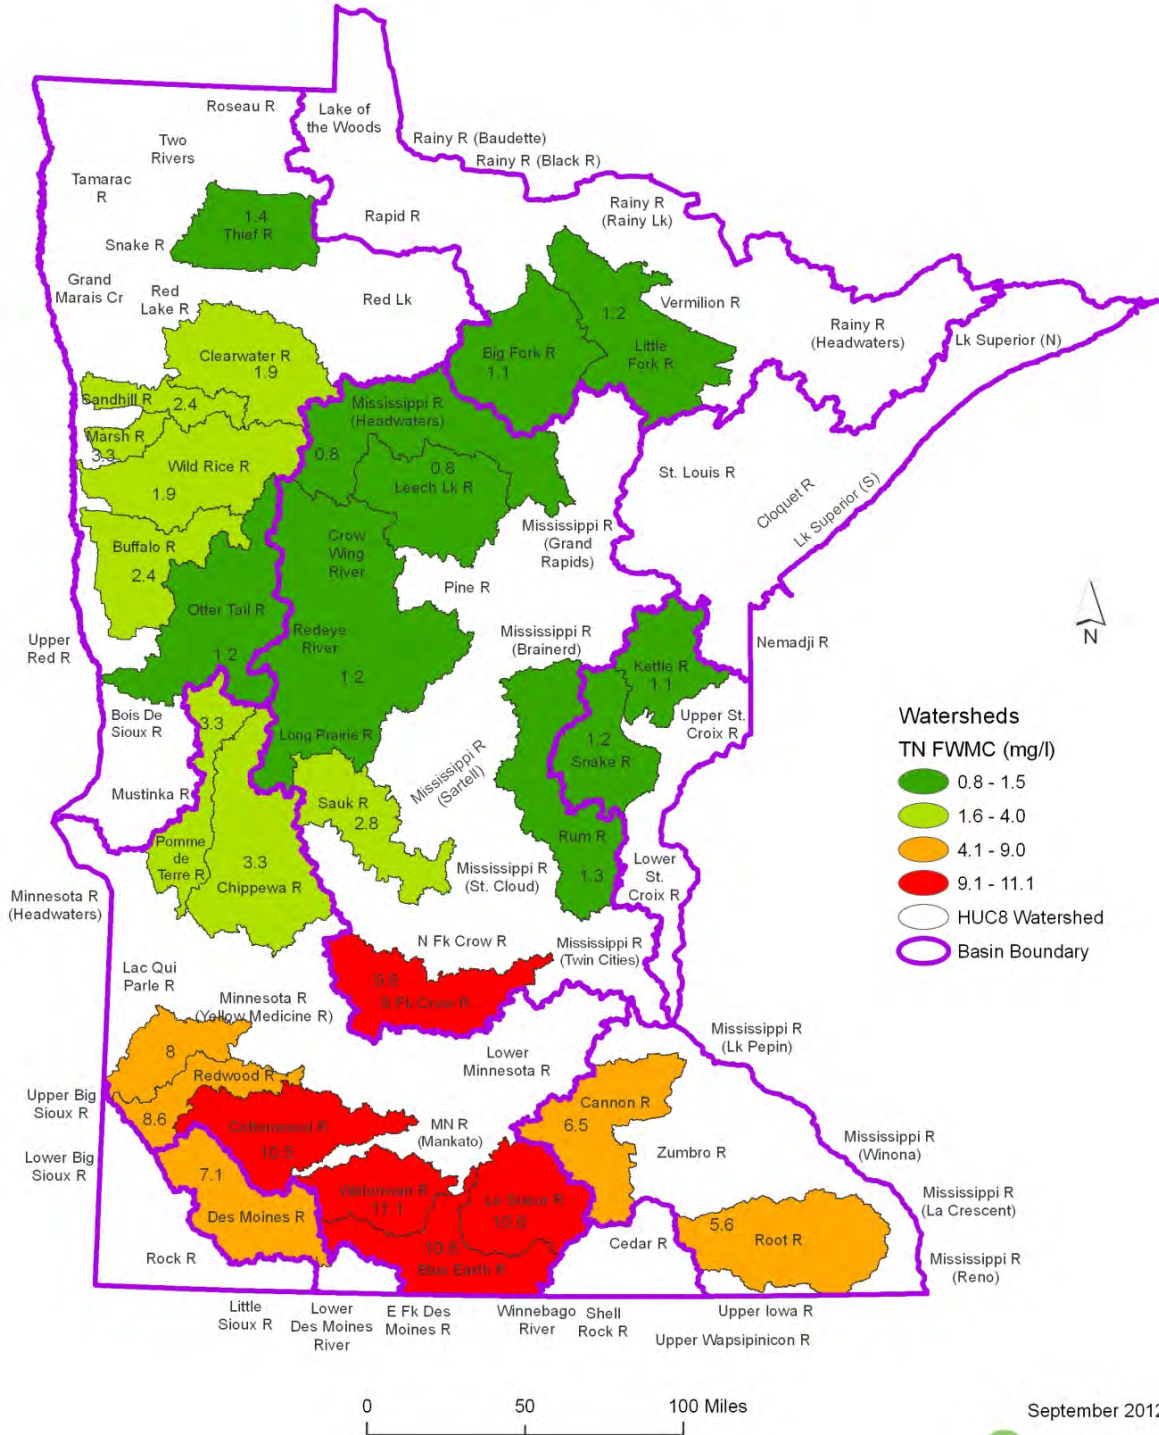 Roseau R
Lake of
the Woods
Rainy R (Baudette)
Rainy R (Black R)
Two
Rivers
Tamarac
R
Rainy R
(Rainy Lk)
1.4
Thief R
Rapid R
Snake R
Grand
Marais Cr
Red
Lake R
Red Lk
Vermilion R
1.2
Little
Fork R
Rainy R
(Headwaters)
Lk Superior (N)
Big Fork R
1.1
Clearwater R
1.9
Sandhill R
2.4
Mississippi R
(Headwaters)
Marsh R
3.3
0.8
0.8
Leech Lk R
Wild Rice R
1.9
St. Louis R
Cloquet R
Lk Superior (S)
Mississippi R
(Grand
Rapids)
Crow
Wing
River
Buffalo R
2.4
Pine R
Otter Tail R
1.2
Upper
Red R
Redeye
River
1.2
Mississippi R
(Brainerd)
Nemadji R
Kettle R
1.1
Bois De
Sioux R
3.3
Long Prairie R
Upper St.
Croix R
1.2
Snake R
Mississippi R
(Sartell)
Mustinka R
Sauk R
2.8
Rum R
1.3
Pomme
de
Terre R
3.3
Chippewa R
Mississippi R
(St. Cloud)
Lower
St.
Croix R
Minnesota R
(Headwaters)
N Fk Crow R
Mississippi R
(Twin Cities)
Lac Qui
Parle R
S Fk Crow R
Minnesota R
(Yellow Medicine R)
Mississippi R
(Lk Pepin)
Lower
Minnesota R
8
Redwood R
Upper Big
Sioux R
8.6
Cottonwood R
10.5
Cannon R
6.5
MN R
(Mankato)
Zumbro R
Mississippi R
(Winona)
Lower Big
Sioux R
7.1
Watonwan R
11.1
Le Sueur R
Mississippi R
(La Crescent)
Des Moines R
5.6
Root R
Rock R
Blue Earth R
Cedar R
Mississippi R
(Reno)
Little
Sioux R
Lower
Des Moines
River
E Fk Des
Moines R
Winnebago
River
Shell
Rock R
Upper Iowa R
Upper Wapsipinicon R
N
Watersheds
TN FWMC (mg/l)
0.8 - 1.5
1.6 - 4.0
4.1 - 9.0
9.1 - 11.1
HUC8 Watershed
Basin Boundary
0 50 100 Miles
September 2012